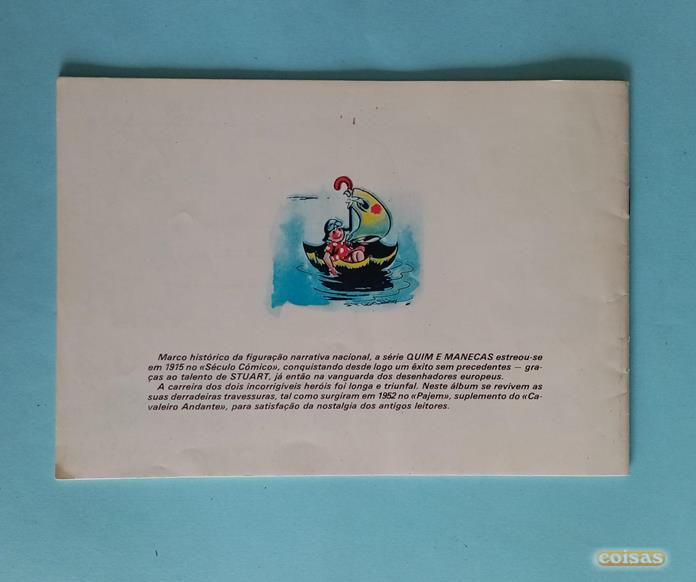 Marco histórico da figuração narrativa nacional, a série QUIM E MANECAS estreou-se
em 1915 no «Século Cómico», conquistando desde logo um êxito sem precedentes — gra-
ças ao talento de STUART, já então na vanguarda dos desenhadores europeus.
A carreira dos dois incorrigíveis heróis foi longa e triunfal. Neste álbum se revivem as
suas derradeiras travessuras, tal como surgiram em 1952 no «Pajem», suplemento do «Ca-
valeiro Andante», para satisfação da nostalgia dos antigos leitores.
coisas